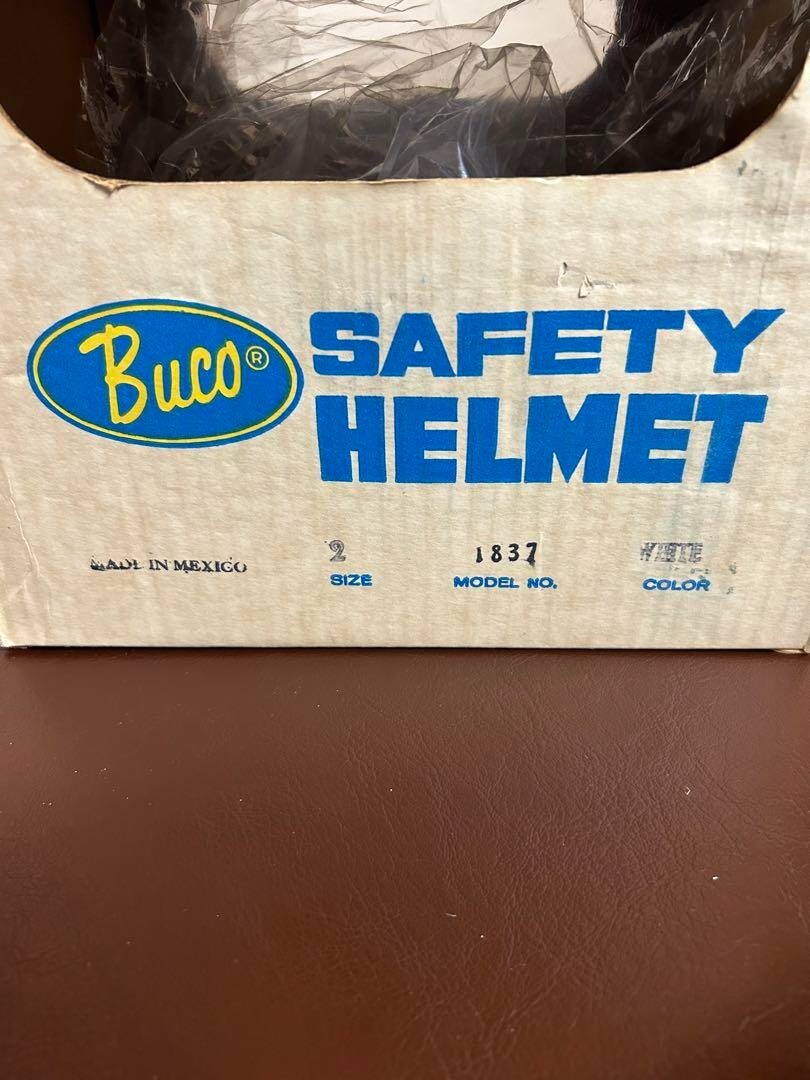 Buco®
SAFETY
HELMET
MADE IN MEXICO
2 1837 WHITE
SIZE MODEL NO. COLOR